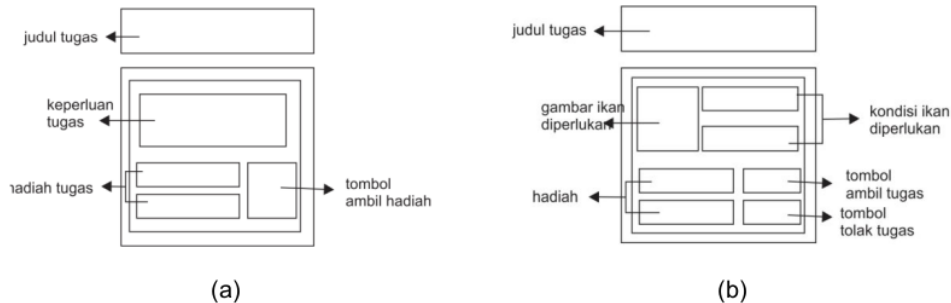 judul tugas
keperluan
tugas
hadiah tugas
tombol
ambil hadiah
(a)
judul tugas
gambar ikan
diperlukan
kondisi ikan
diperlukan
hadiah
tombol
ambil tugas
tombol
tolak tugas
(b)